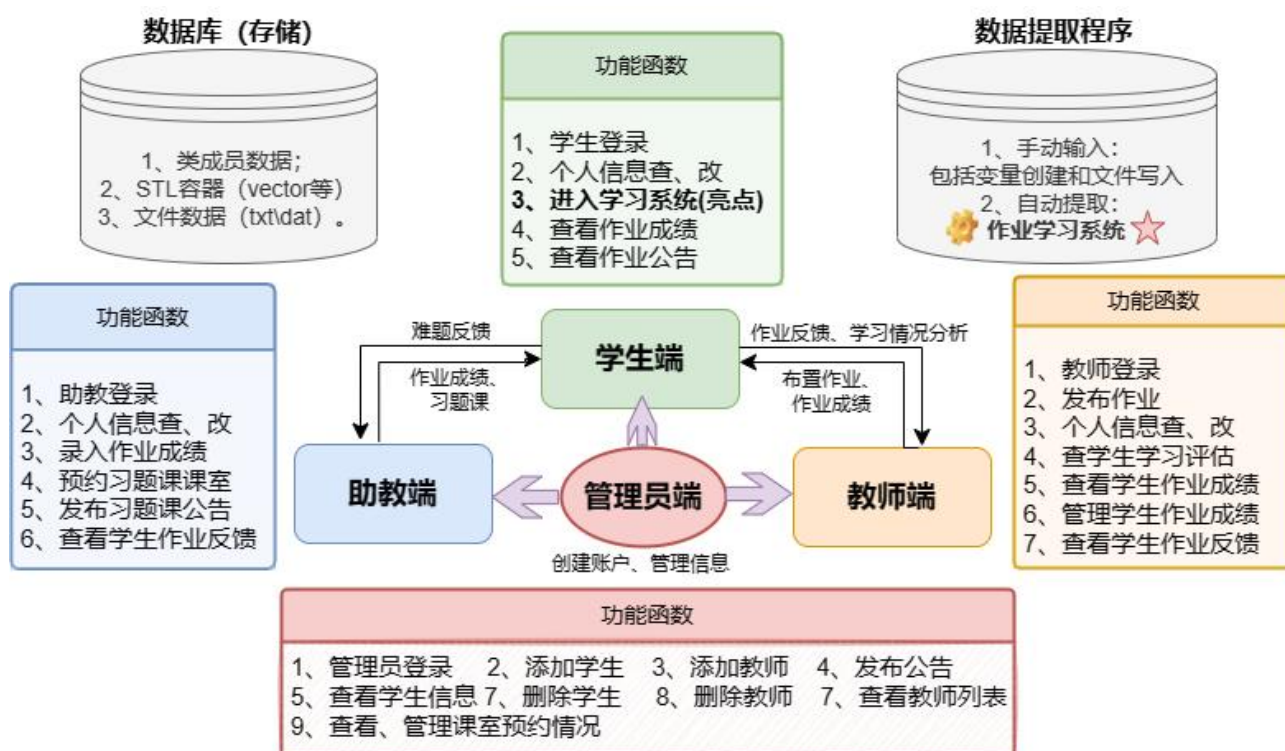 数据库（存储）
1、类成员数据；
2、STL容器（vector等）
3、文件数据（txt\dat）。
功能函数
1、学生登录
2、个人信息查、改
3、进入学习系统(亮点)
4、查看作业成绩
5、查看作业公告
数据提取程序
1、手动输入：
包括变量创建和文件写入
2、自动提取：
作业学习系统
功能函数
1、助教登录
2、个人信息查、改
3、录入作业成绩
4、预约习题课课室
5、发布习题课公告
6、查看学生作业反馈
难题反馈
作业成绩、
习题课
学生端
作业反馈、学习情况分析
布置作业、
作业成绩
助教端
管理员端
教师端
创建账户、管理信息
功能函数
1、教师登录
2、发布作业
3、个人信息查、改
4、查学生学习评估
5、查看学生作业成绩
6、管理学生作业成绩
7、查看学生作业反馈
功能函数
1、管理员登录 2、添加学生 3、添加教师 4、发布公告
5、查看学生信息 7、删除学生 8、删除教师 7、查看教师列表
9、查看、管理课室预约情况